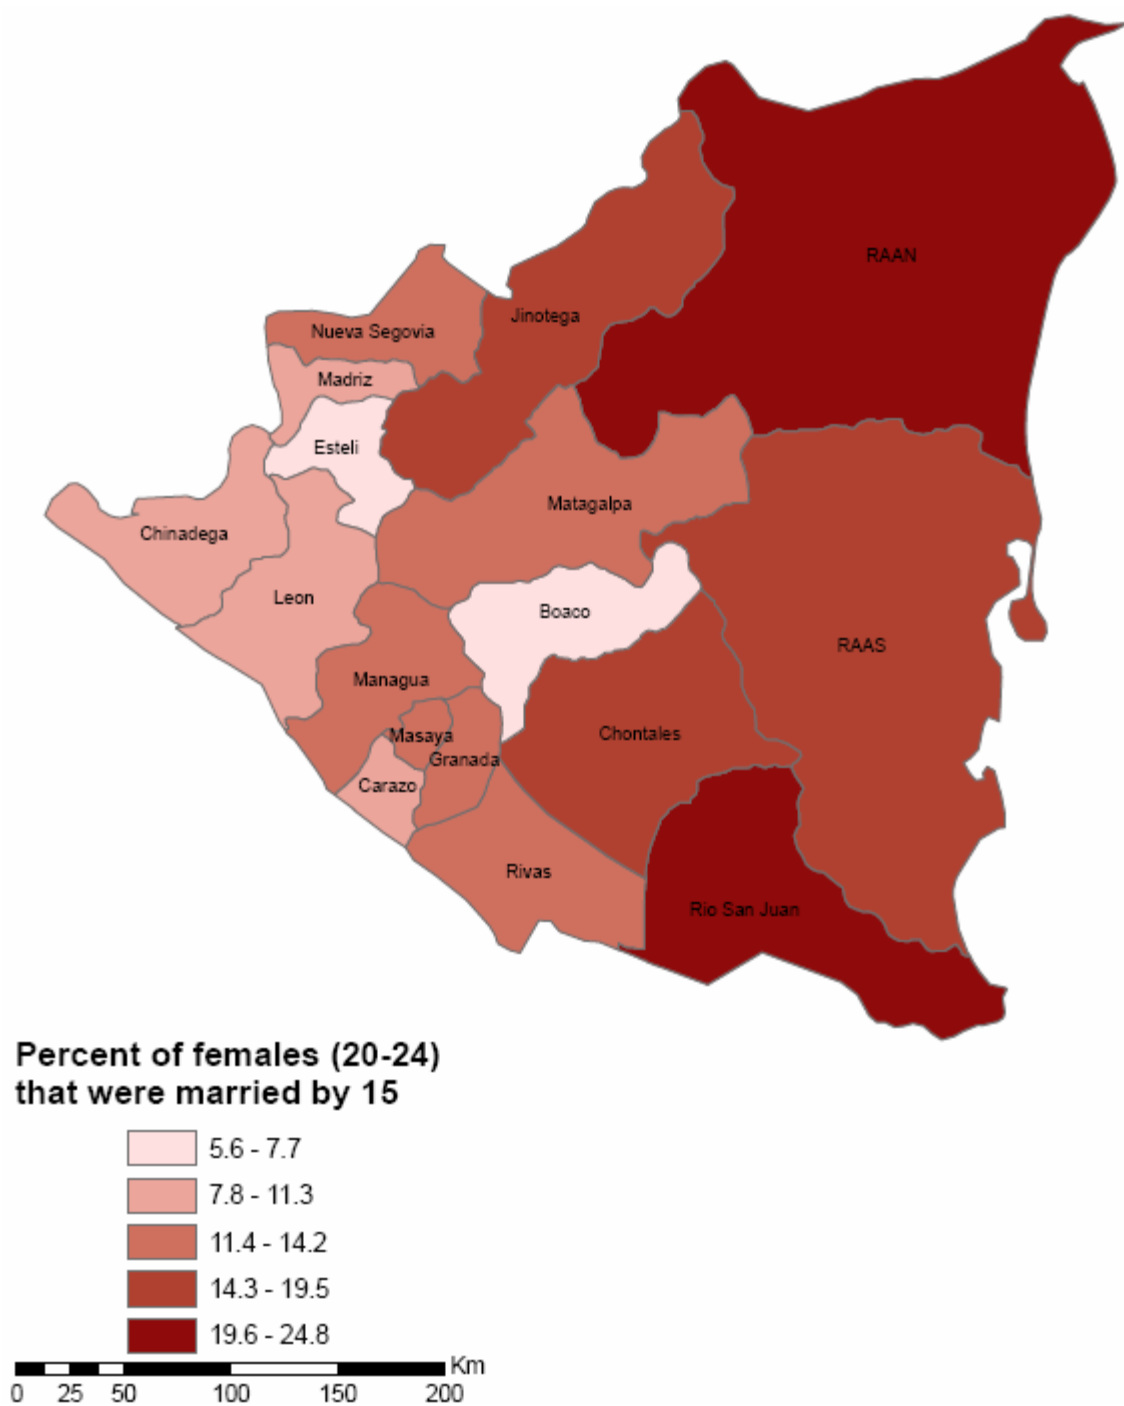 RAAN
Jinotega
Nueva Segovia
Madriz
Esteli
Matagalpa
Chinadega
Leon
Boaco
RAAS
Managua
Masaya
Chontales
Granada
Carazo
Rivas
Rio San Juan
Percent of females (20-24)
that were married by 15
5.6 - 7.7
7.8 - 11.3
11.4 - 14.2
14.3 - 19.5
19.6 - 24.8
Km
0 25 50 100 150 200